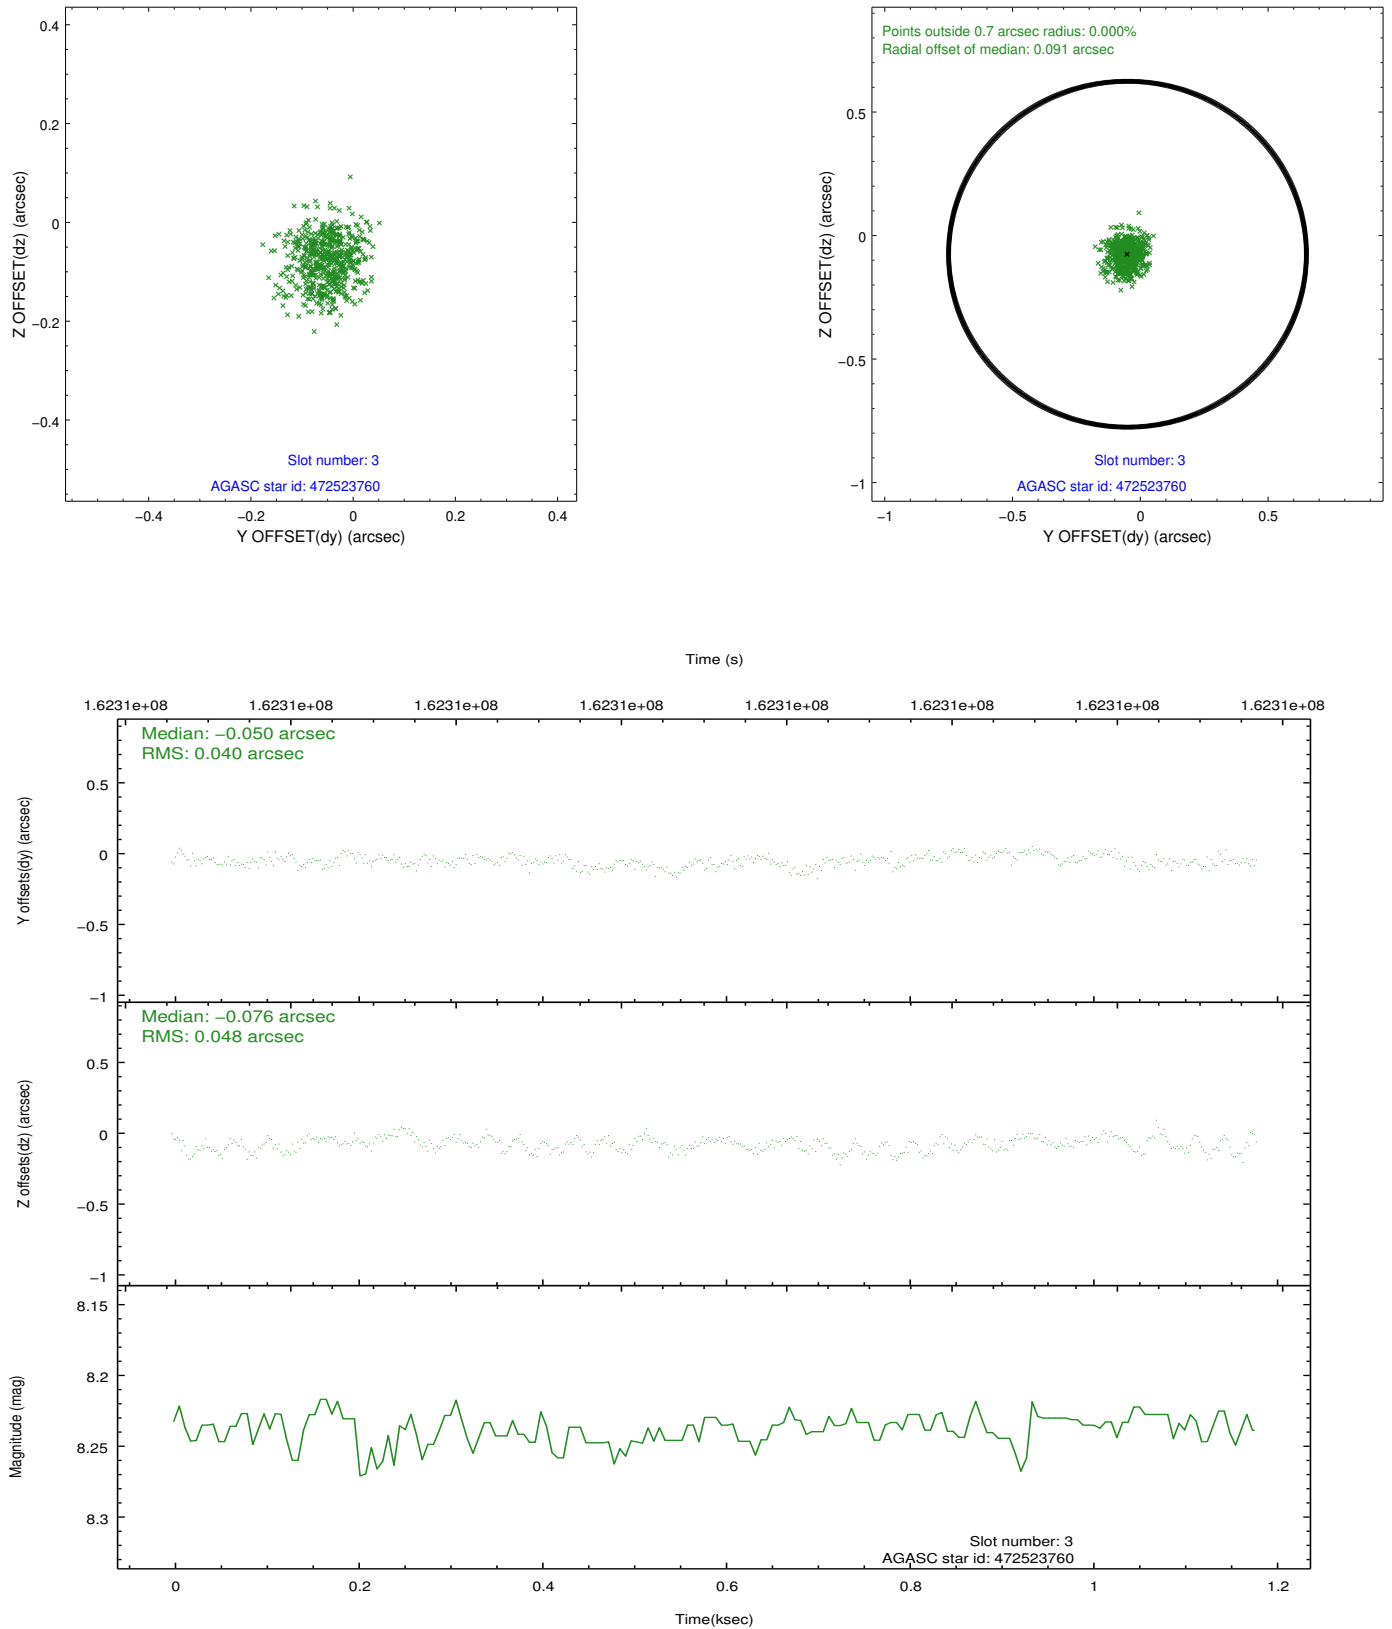 0.4
0.2
0
−0.2
−0.4
Z OFFSET(dz) (arcsec)
Slot number: 3
AGASC star id: 472523760
−0.4 −0.2 0 0.2 0.4
Y OFFSET(dy) (arcsec)
Points outside 0.7 arcsec radius: 0.000%
Radial offset of median: 0.091 arcsec
0.5
0
−0.5
−1
Z OFFSET(dz) (arcsec)
Slot number: 3
AGASC star id: 472523760
−1 −0.5 0 0.5
Y OFFSET(dy) (arcsec)
Time (s)
1.6231e+08 1.6231e+08 1.6231e+08 1.6231e+08 1.6231e+08 1.6231e+08 1.6231e+08 1.6231e+08
Median: −0.050 arcsec
RMS: 0.040 arcsec
0.5
0
−0.5
−1
Y offsets(dy) (arcsec)
Median: −0.076 arcsec
RMS: 0.048 arcsec
0.5
0
−0.5
−1
Z offsets(dz) (arcsec)
8.15
8.2
8.25
8.3
Magnitude (mag)
Slot number: 3
AGASC star id: 472523760
0 0.2 0.4 0.6 0.8 1 1.2
Time(ksec)